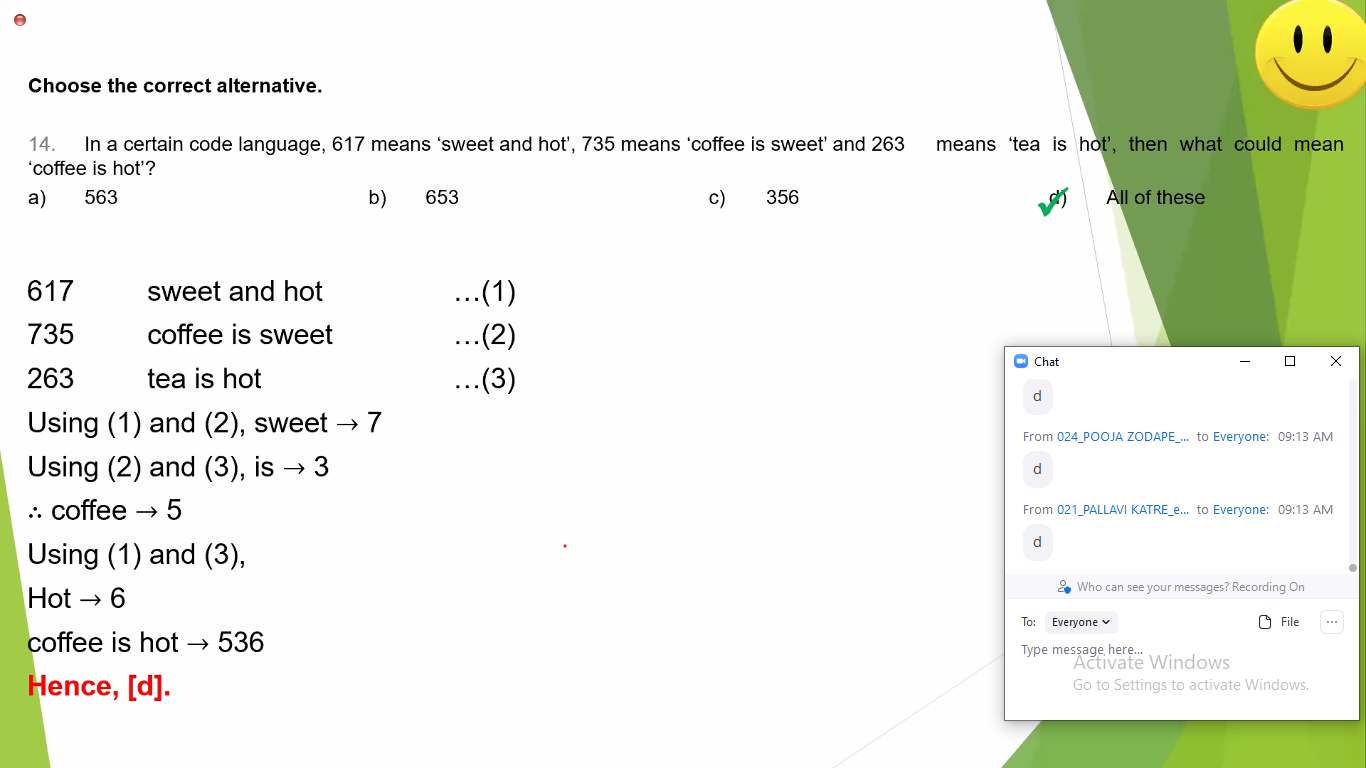 Choose the correct alternative.
14. In a certain code language, 617 means ‘sweet and hot’, 735 means ‘coffee is sweet’ and 263 means ‘tea is hot’, then what could mean
‘coffee is hot’?
a) 563 b) 653 c) 356 d) All of these
617 sweet and hot …(1)
735 coffee is sweet …(2)
263 tea is hot …(3)
Using (1) and (2), sweet → 7
Using (2) and (3), is → 3
∴ coffee → 5
Using (1) and (3),
Hot → 6
coffee is hot → 536
Hence, [d].
Chat
d
From 024_POOJA ZODAPE_... to Everyone: 09:13 AM
d
From 021_PALLAVI KATRE_e... to Everyone: 09:13 AM
d
Who can see your messages? Recording On
To: Everyone File ...
Type message here...
Activate Windows
Go to Settings to activate Windows.